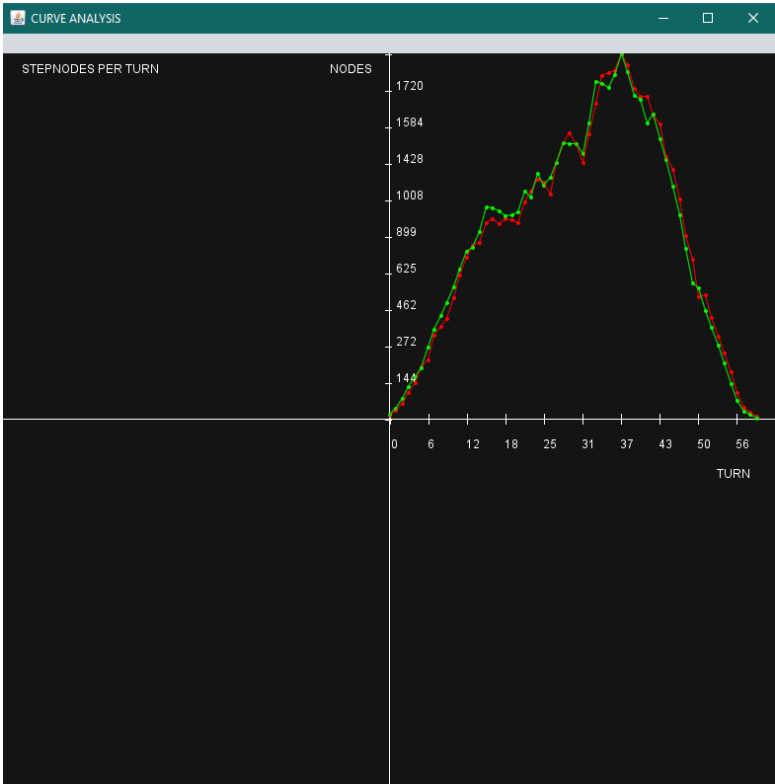 CURVE ANALYSIS
STEPNODES PER TURN NODES
1720
1584
1428
1008
899
625
462
272
144
0 6 12 18 25 31 37 43 50 56
TURN